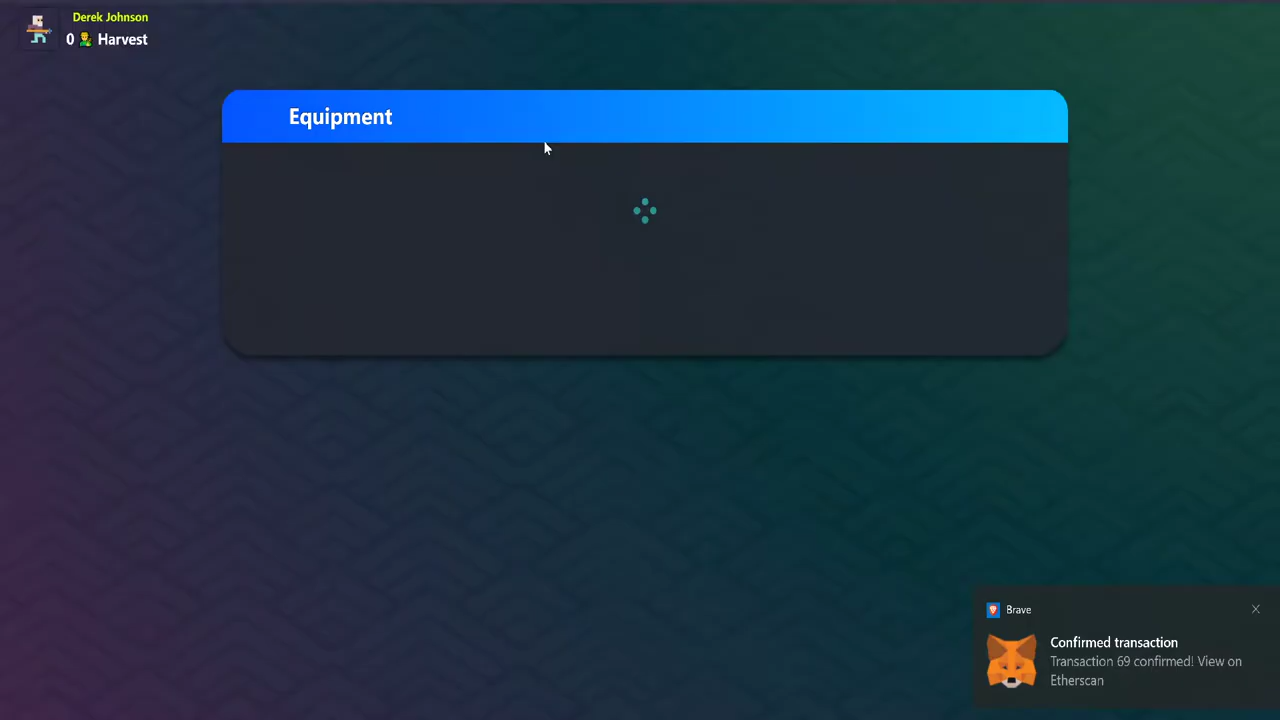 Derek Johnson
0 Harvest
Equipment
Brave
Confirmed transaction
Transaction 69 confirmed! View on
Etherscan